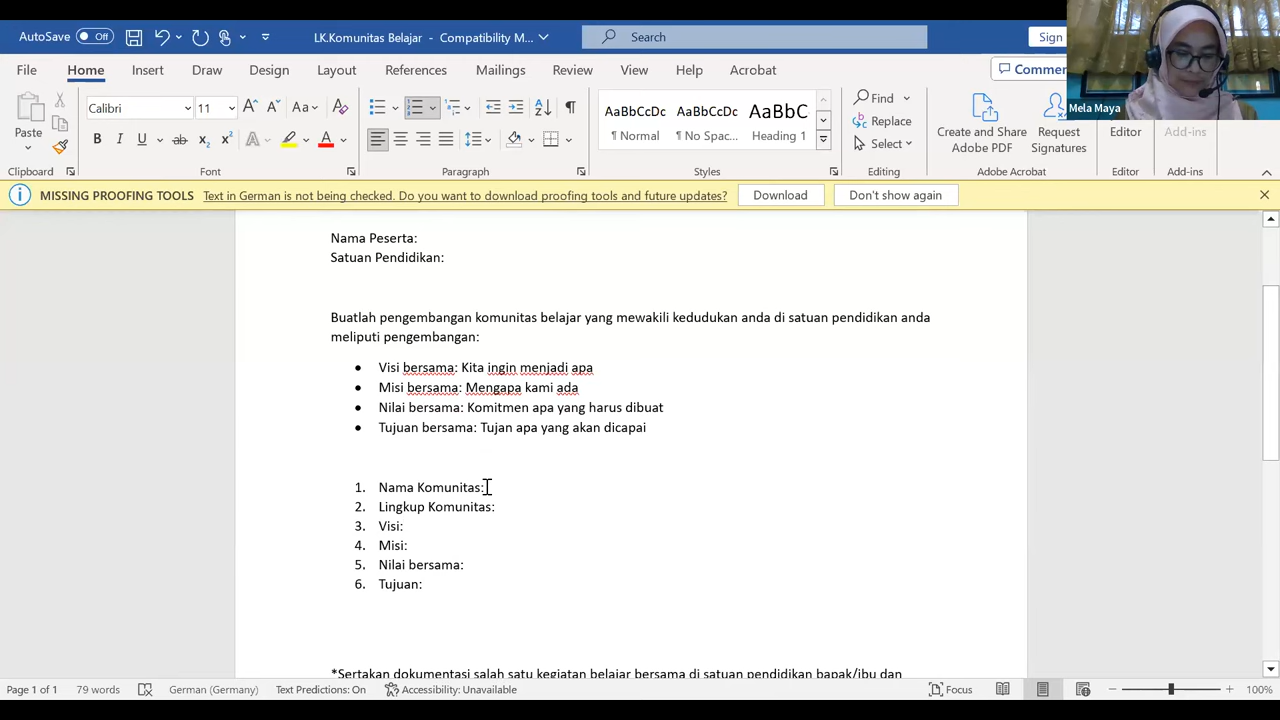 AutoSave Off LK.Komunitas Belajar - Compatibility M... Search Sign
File Home Insert Draw Design Layout References Mailings Review View Help Acrobat Commen
Mela Maya
Paste Calibri 11 Aa A
B I U ab x₂ x² A A
AaBbCcDc AaBbCcDc AaBbC
¶ Normal ¶ No Spac... Heading 1
Find
Replace
Select
Create and Share Adobe PDF
Request Signatures
Editor
Add-ins
Clipboard Font Paragraph Styles Editing Adobe Acrobat Editor Add-ins
MISSING PROOFING TOOLS Text in German is not being checked. Do you want to download proofing tools and future updates? Download Don't show again
Nama Peserta:
Satuan Pendidikan:
Buatlah pengembangan komunitas belajar yang mewakili kedudukan anda di satuan pendidikan anda
meliputi pengembangan:
• Visi bersama: Kita ingin menjadi apa
• Misi bersama: Mengapa kami ada
• Nilai bersama: Komitmen apa yang harus dibuat
• Tujuan bersama: Tujan apa yang akan dicapai
1. Nama Komunitas:
2. Lingkup Komunitas:
3. Visi:
4. Misi:
5. Nilai bersama:
6. Tujuan:
*Sertakan dokumentasi salah satu kegiatan belajar bersama di satuan pendidikan bapak/ibu dan
Page 1 of 1 79 words German (Germany) Text Predictions: On Accessibility: Unavailable Focus 100%